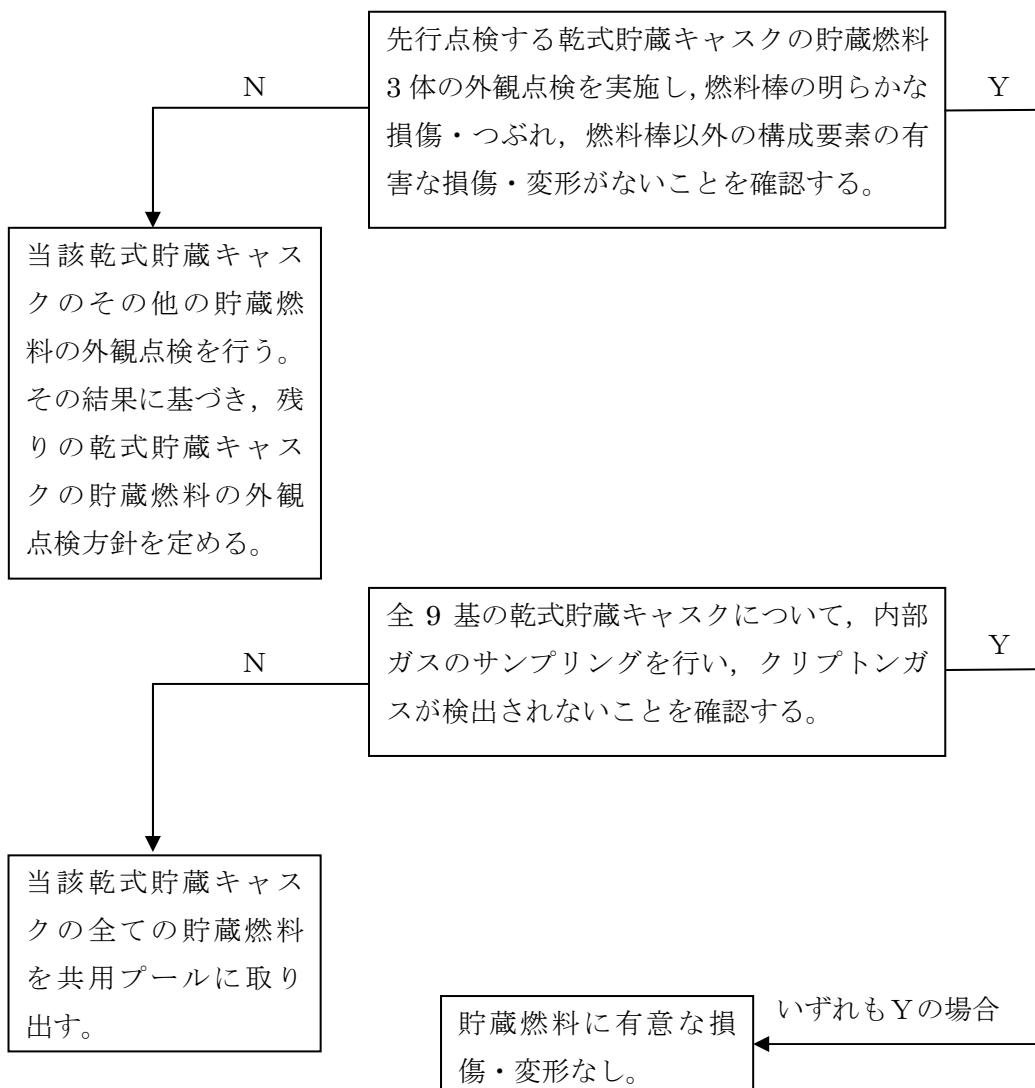 先行点検する乾式貯蔵キャスクの貯蔵燃料
3体の外観点検を実施し,燃料棒の明らかな
損傷・つぶれ，燃料棒以外の構成要素の有
害な損傷・変形がないことを確認する。
N
Y
当該乾式貯蔵キャス
クのその他の貯蔵燃
料の外観点検を行う。
その結果に基づき，残
りの乾式貯蔵キャス
クの貯蔵燃料の外観
点検方針を定める。
全 9 基の乾式貯蔵キャスクについて，内部
ガスのサンプリングを行い，クリプトンガ
スが検出されないことを確認する。
N
Y
当該乾式貯蔵キャス
クの全ての貯蔵燃料
を共用プールに取り
出す。
いずれもYの場合
貯蔵燃料に有意な損
傷・変形なし。